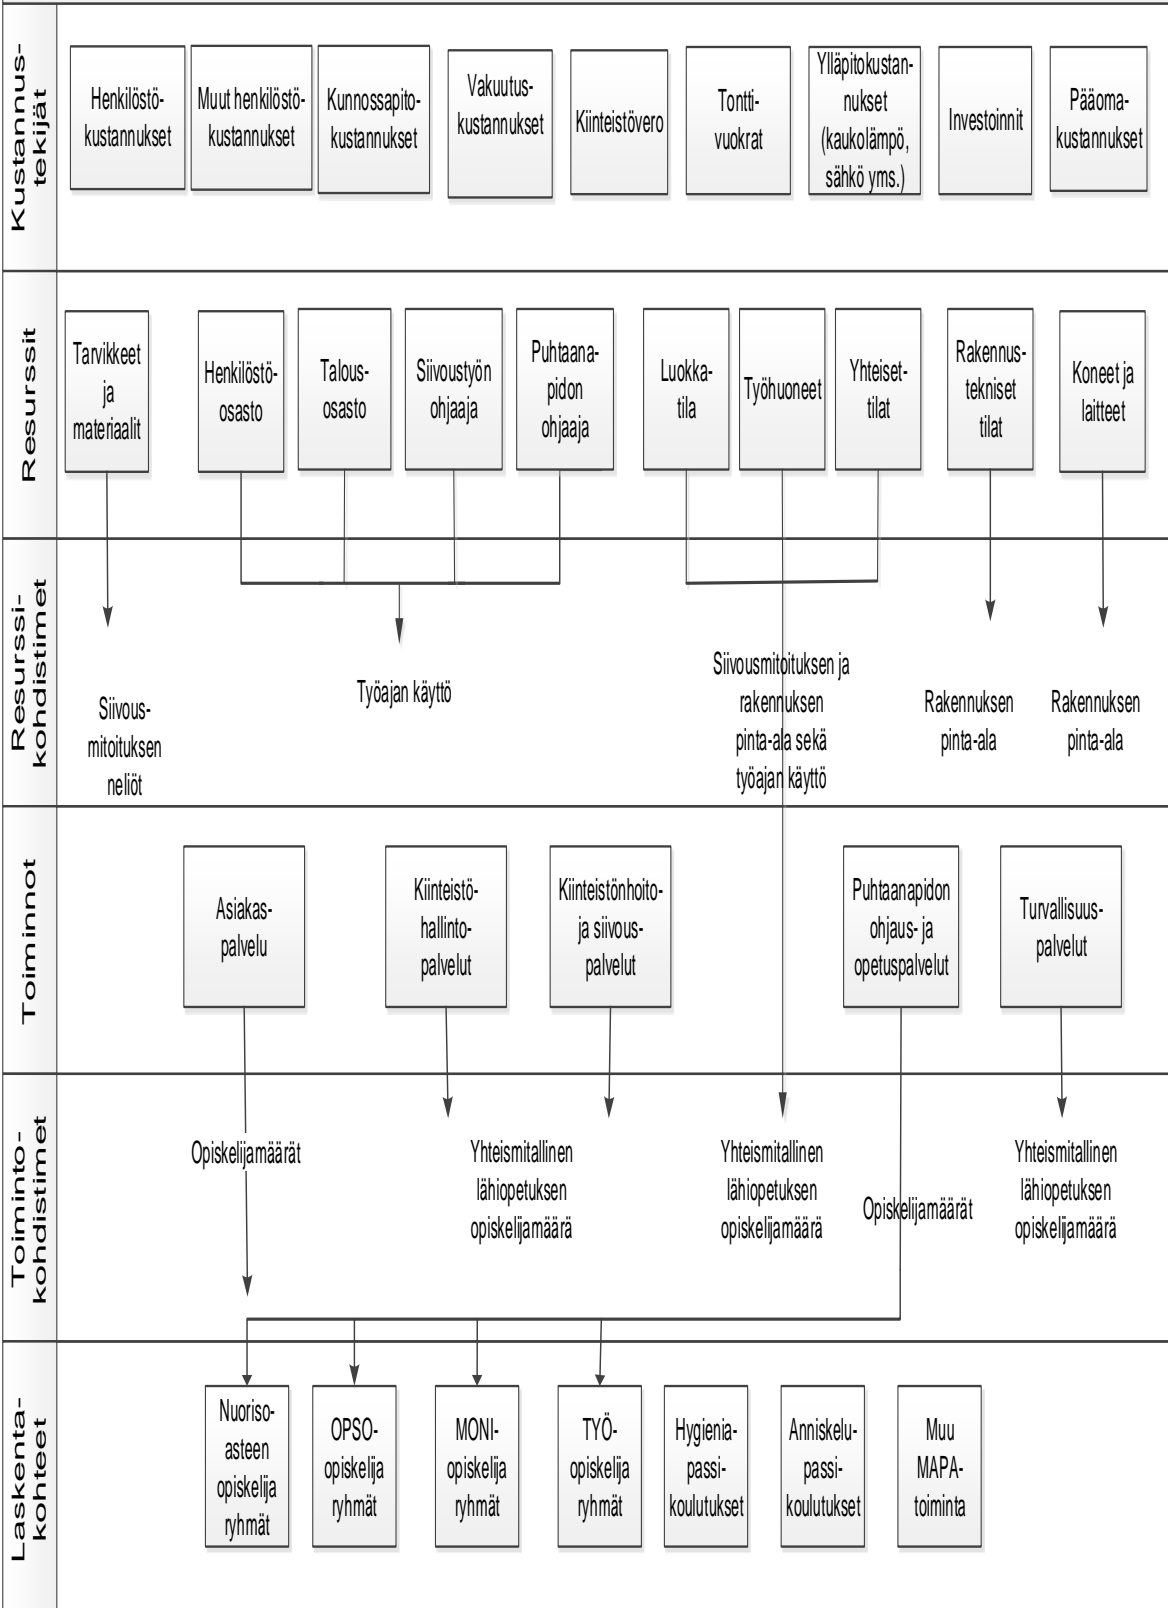 Kustannus-
tekijät
Henkilöstö-
kustannukset
Muut henkilöstö-
kustannukset
Kunnossapito-
kustannukset
Vakuutus-
kustannukset
Kiinteistövero
Tontti-
vuokrat
Ylläpitokustan-
nukset
(kaukolämpö,
sähkö yms.)
Investoinnit
Pääoma-
kustannukset
Resurssit
Tarvikkeet
ja
materiaalit
Henkilöstö-
osasto
Talous-
osasto
Siivoustyön
ohjaaja
Puhtaana-
pidon
ohjaaja
Luokka-
tila
Työhuoneet
Yhteiset-
tilat
Rakennus-
tekniset
tilat
Koneet ja
laitteet
Resurssi-
kohdistimet
Siivous-
mitoituksen
neliöt
Työajan käyttö
Siivousmitoituksen ja
rakennuksen
pinta-ala sekä
työajan käyttö
Rakennuksen
pinta-ala
Rakennuksen
pinta-ala
Toiminnot
Asiakas-
palvelu
Kiinteistö-
hallinto-
palvelut
Kiinteistönhoito-
ja siivous-
palvelut
Puhtaanapidon
ohjaus- ja
opetuspalvelut
Turvallisuus-
palvelut
Toiminto-
kohdistimet
Opiskelijamäärät
Yhteismitallinen
lähiopetuksen
opiskelijamäärä
Yhteismitallinen
lähiopetuksen
opiskelijamäärä
Opiskelijamäärät
Yhteismitallinen
lähiopetuksen
opiskelijamäärä
Laskenta-
kohteet
Nuoriso-
asteen
opiskelija
ryhmät
OPSO-
opiskelija
ryhmät
MONI-
opiskelija
ryhmät
TYÖ-
opiskelija
ryhmät
Hygienia-
passi-
koulutukset
Anniskelu-
passi-
koulutukset
Muu
MAPA-
toiminta